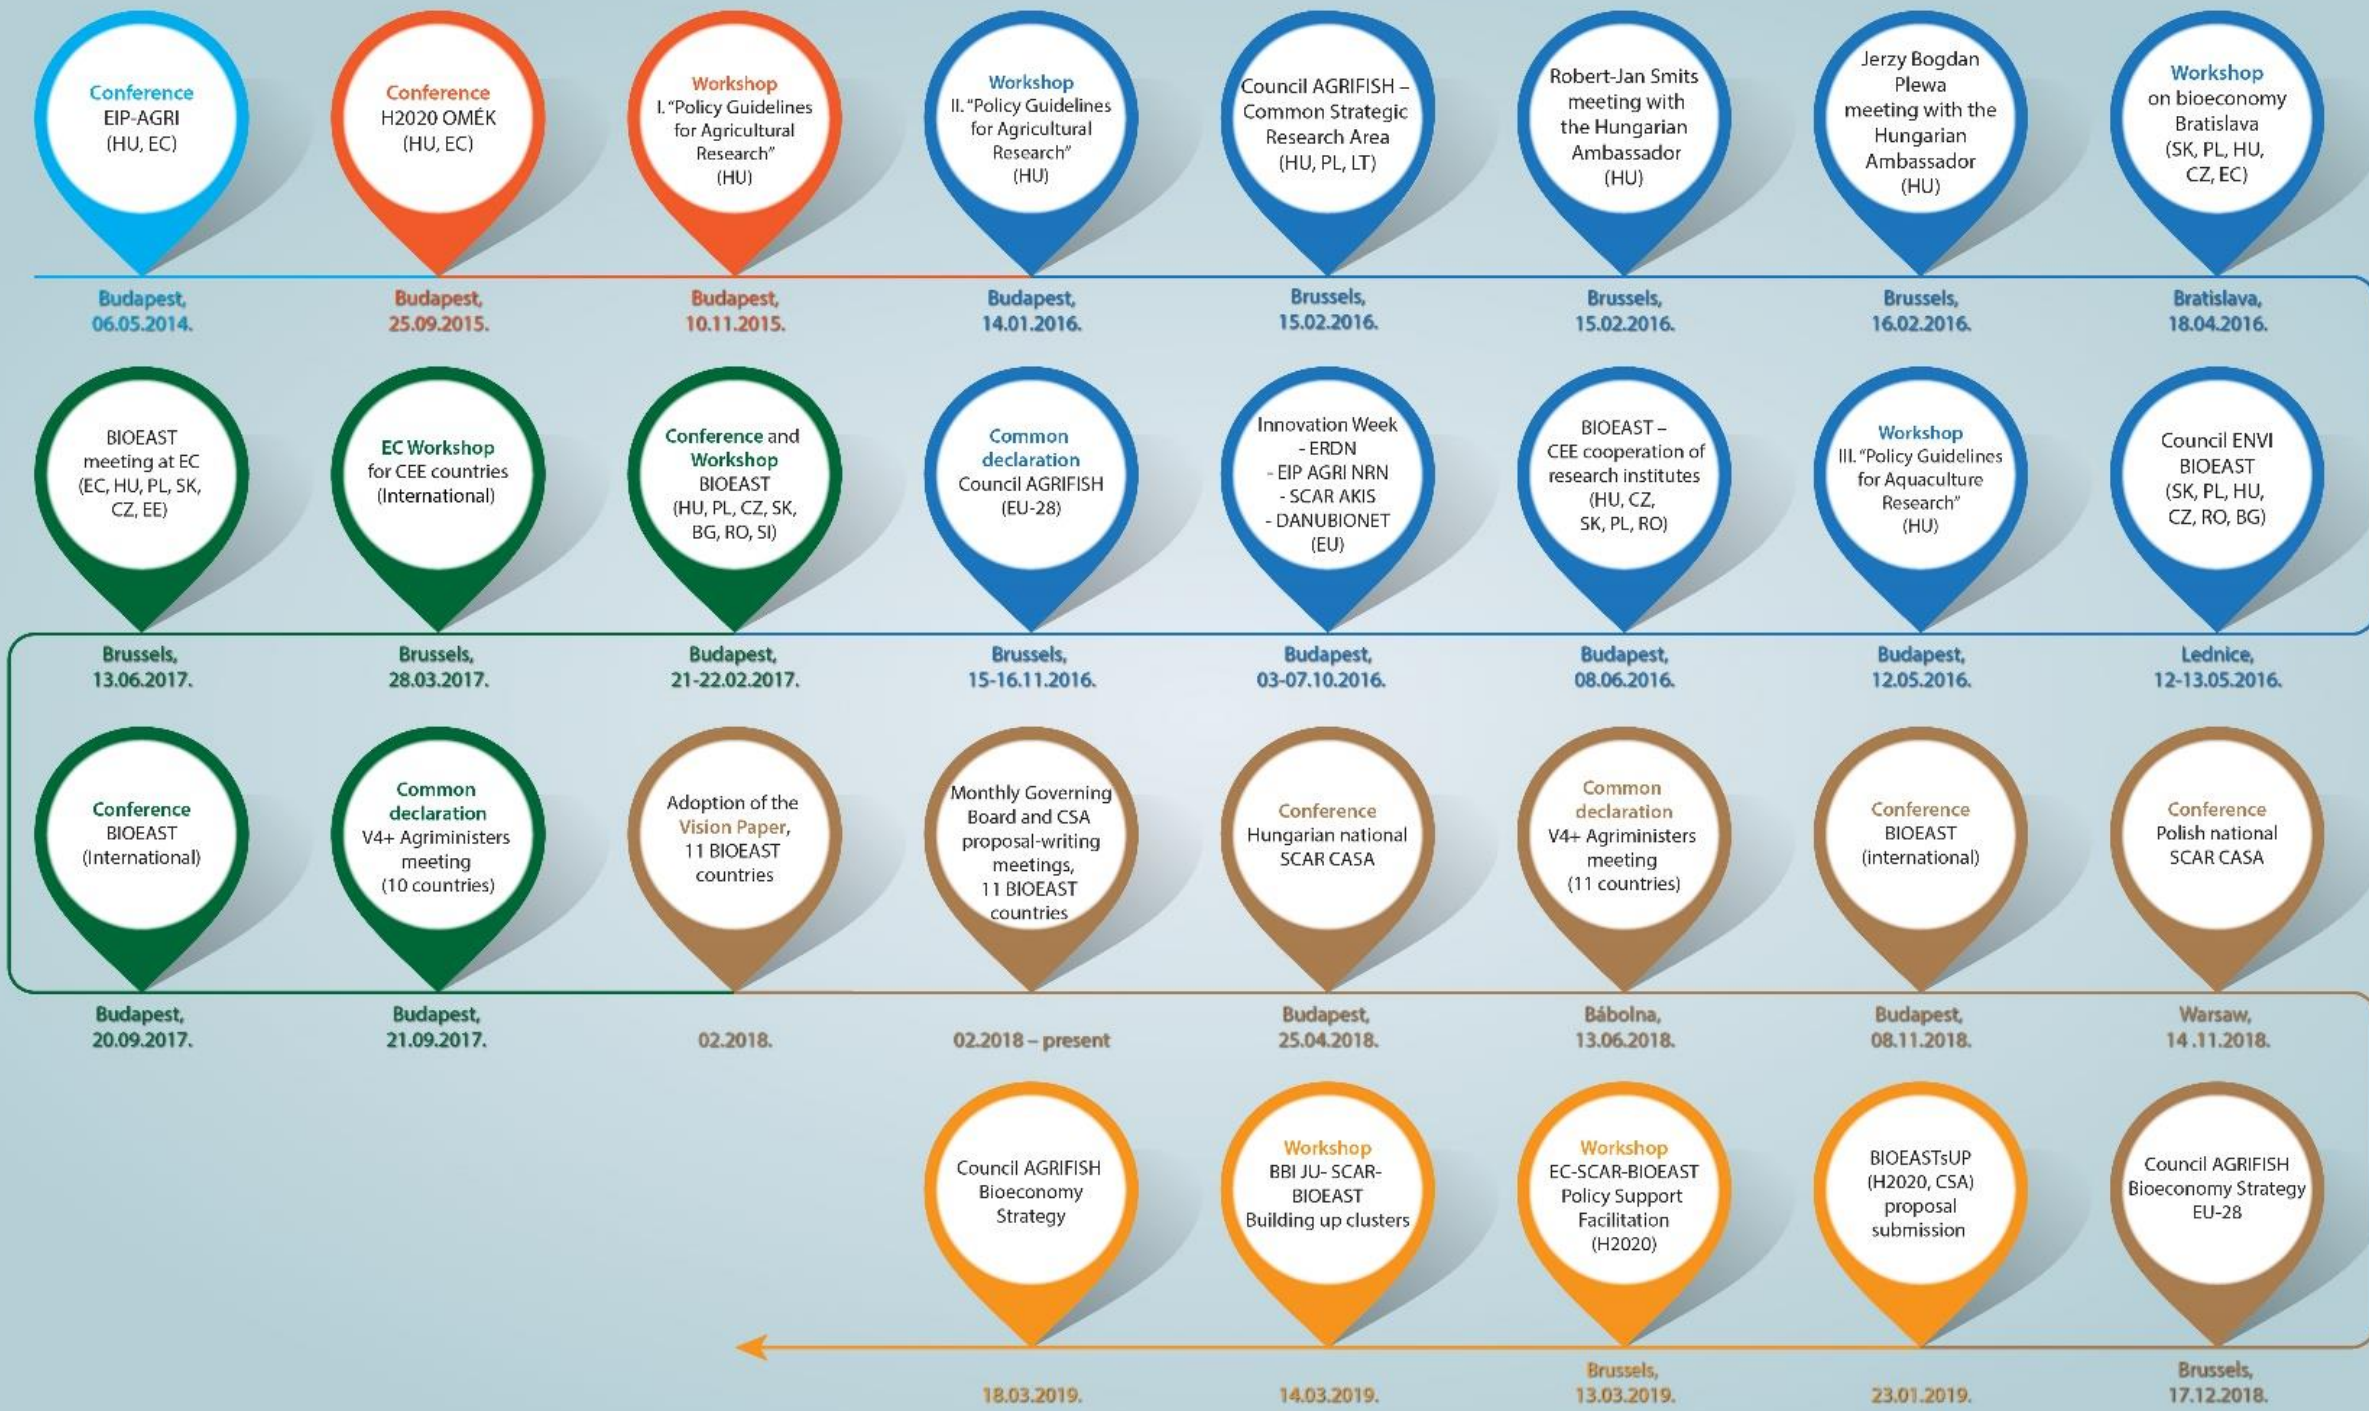 Conference
EIP-AGRI
(HU, EC)
Budapest,
06.05.2014.
Conference
H2020 OMÉK
(HU, EC)
Budapest,
25.09.2015.
Workshop
I. “Policy Guidelines
for Agricultural
Research”
(HU)
Budapest,
10.11.2015.
Workshop
II. “Policy Guidelines
for Agricultural
Research”
(HU)
Budapest,
14.01.2016.
Council AGRIFISH –
Common Strategic
Research Area
(HU, PL, LT)
Brussels,
15.02.2016.
Robert-Jan Smits
meeting with
the Hungarian
Ambassador
(HU)
Brussels,
15.02.2016.
Jerzy Bogdan
Plewa
meeting with the
Hungarian
Ambassador
(HU)
Brussels,
16.02.2016.
Workshop
on bioeconomy
Bratislava
(SK, PL, HU,
CZ, EC)
Bratislava,
18.04.2016.
BIOEAST
meeting at EC
(EC, HU, PL, SK,
CZ, EE)
Brussels,
13.06.2017.
EC Workshop
for CEE countries
(International)
Brussels,
28.03.2017.
Conference and
Workshop
BIOEAST
(HU, PL, CZ, SK,
BG, RO, SI)
Budapest,
21-22.02.2017.
Common
declaration
Council AGRIFISH
(EU-28)
Brussels,
15-16.11.2016.
Innovation Week
- ERDN
- EIP AGRI NRN
- SCAR AKIS
- DANUBIONET
(EU)
Budapest,
03-07.10.2016.
BIOEAST –
CEE cooperation of
research institutes
(HU, CZ,
SK, PL, RO)
Budapest,
08.06.2016.
Workshop
III. “Policy Guidelines
for Aquaculture
Research”
(HU)
Budapest,
12.05.2016.
Council ENVI
BIOEAST
(SK, PL, HU,
CZ, RO, BG)
Lednice,
12-13.05.2016.
Conference
BIOEAST
(International)
Budapest,
20.09.2017.
Common
declaration
V4+ Agriministers
meeting
(10 countries)
Budapest,
21.09.2017.
Adoption of the
Vision Paper,
11 BIOEAST
countries
02.2018.
Monthly Governing
Board and CSA
proposal-writing
meetings,
11 BIOEAST
countries
02.2018 – present
Conference
Hungarian national
SCAR CASA
Budapest,
25.04.2018.
Common
declaration
V4+ Agriministers
meeting
(11 countries)
Bábolna,
13.06.2018.
Conference
BIOEAST
(international)
Budapest,
08.11.2018.
Conference
Polish national
SCAR CASA
Warsaw,
14 .11.2018.
Council AGRIFISH
Bioeconomy
Strategy
18.03.2019.
Workshop
BBI JU- SCAR-
BIOEAST
Building up clusters
14.03.2019.
Workshop
EC-SCAR-BIOEAST
Policy Support
Facilitation
(H2020)
Brussels,
13.03.2019.
BIOEASTsUP
(H2020, CSA)
proposal
submission
23.01.2019.
Council AGRIFISH
Bioeconomy Strategy
EU-28
Brussels,
17.12.2018.